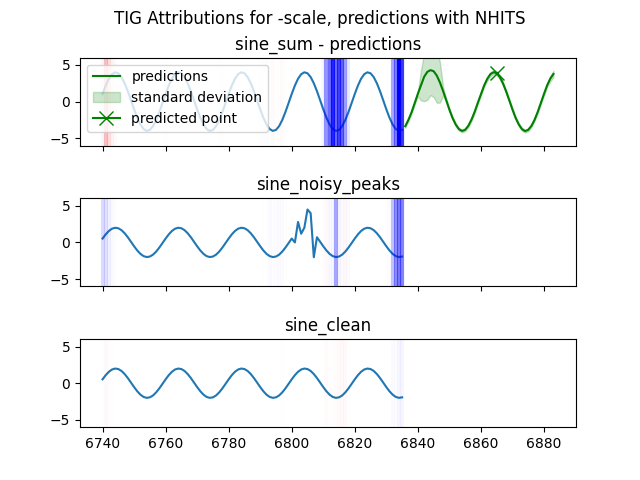 TIG Attributions for -scale, predictions with NHITS
sine_sum - predictions
5
0
−5
predictions
standard deviation
predicted point
sine_noisy_peaks
5
0
−5
sine_clean
5
0
−5
6740 6760 6780 6800 6820 6840 6860 6880